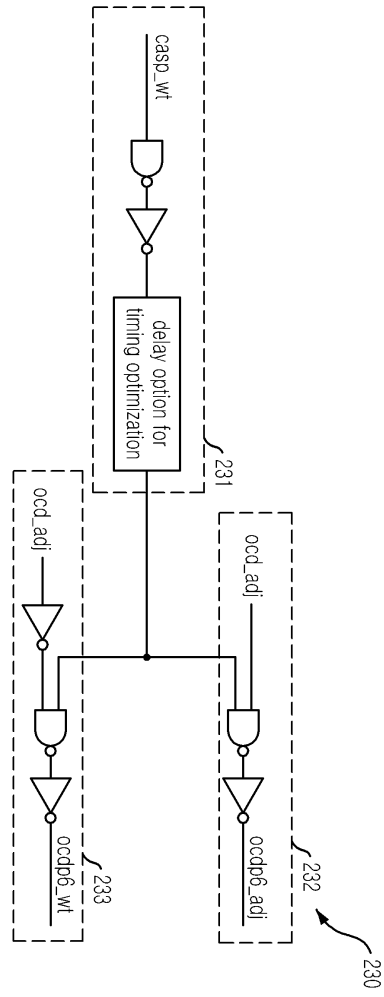 casp_wt
delay option for
timing optimization
231
ocd_adj
ocdp6_adj
232
230
ocd_adj
ocdp6_wt
233